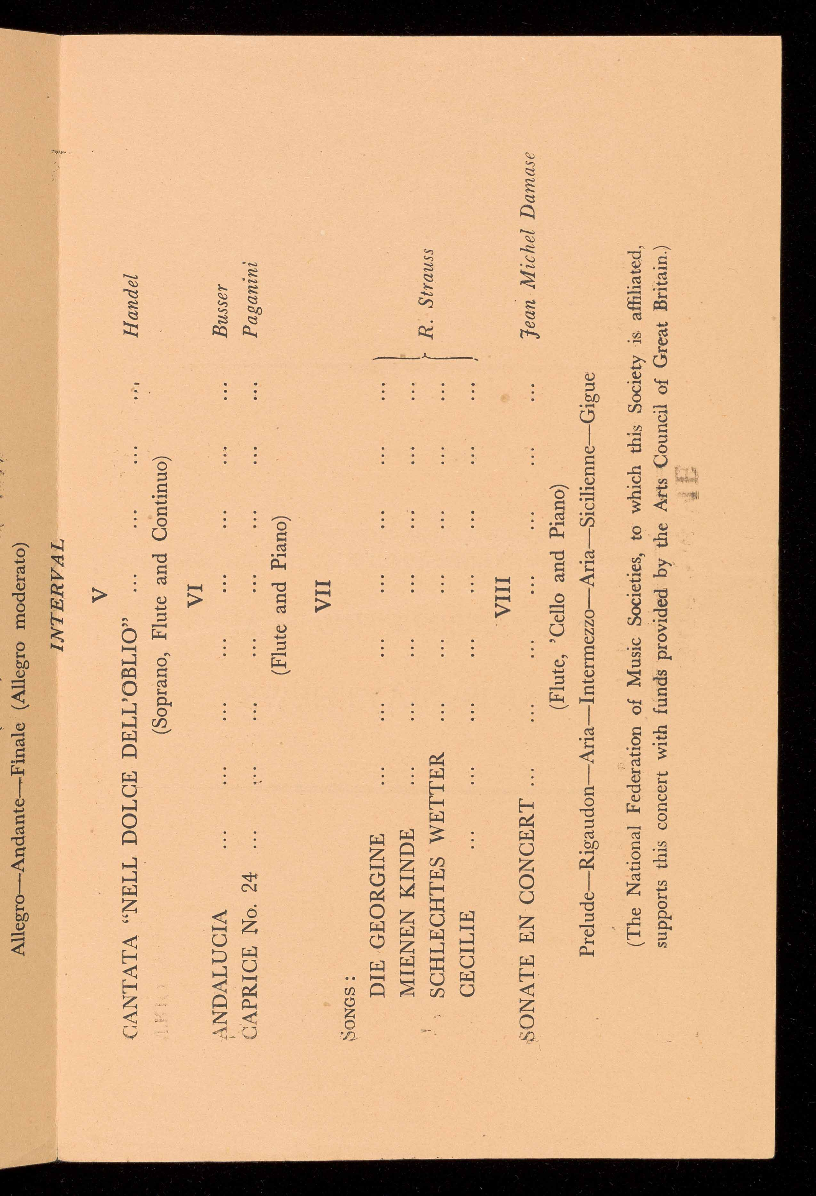 Allegro—Andante—Finale (Allegro moderato)
INTERVAL
V
CANTATA “NELL DOLCE DELL’OBLIO” ... ... ... ... Handel
(Soprano, Flute and Continuo)
VI
ANDALUCIA ... ... ... ... ... ... ... ... Busser
CAPRICE No. 24 ... ... ... ... ... ... ... ... Paganini
(Flute and Piano)
VII
SONGS :
DIE GEORGINE ... ... ... ... ... ... ...
MIENEN KINDE ... ... ... ... ... ... ...
R. Strauss
SCHLECHTES WETTER ... ... ... ... ... ...
CECILIE ... ... ... ... ... ... ... ...
VIII
SONATE EN CONCERT ... ... ... ... ... ... ... Jean Michel Damase
(Flute, ’Cello and Piano)
Prelude—Rigaudon—Aria—Intermezzo—Aria—Sicilienne—Gigue
(The National Federation of Music Societies, to which this Society is affiliated,
supports this concert with funds provided by the Arts Council of Great Britain.)